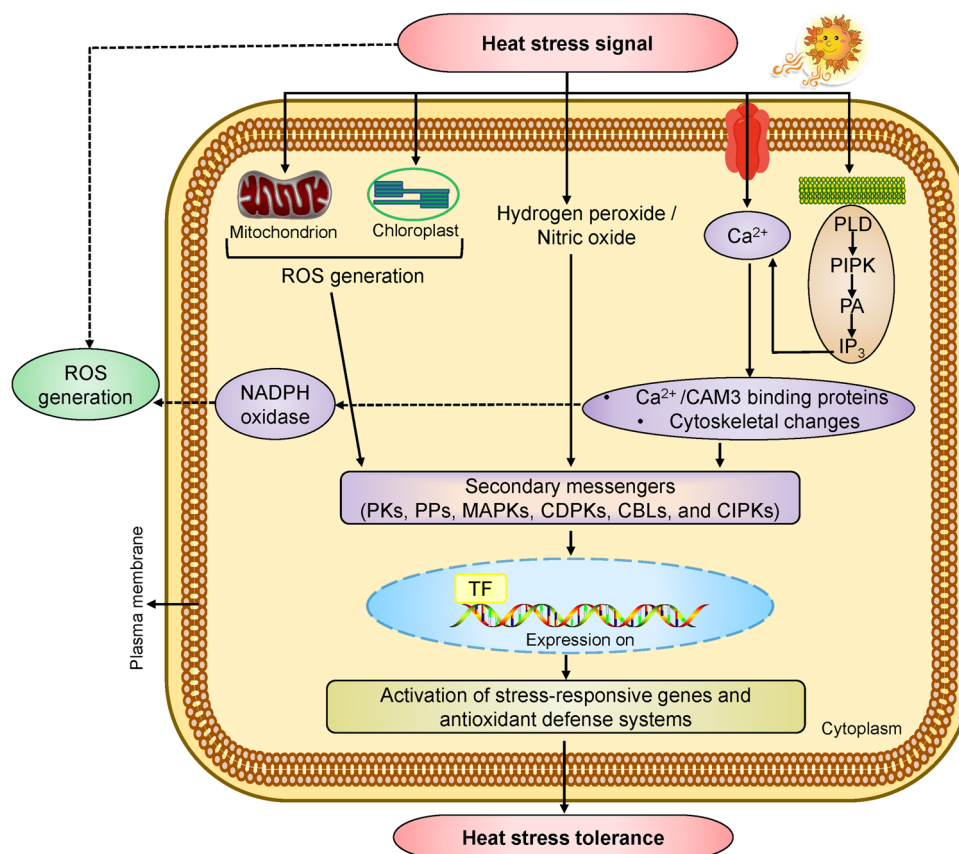 Heat stress signal
Mitochondrion
Chloroplast
ROS generation
Hydrogen peroxide /
Nitric oxide
Ca²⁺
PLD
PIPK
PA
IP₃
ROS
generation
NADPH
oxidase
• Ca²⁺ /CAM3 binding proteins
• Cytoskeletal changes
Secondary messengers
(PKs, PPs, MAPKs, CDPKs, CBLs, and CIPKs)
Plasma membrane
TF
Expression on
Activation of stress-responsive genes and
antioxidant defense systems
Cytoplasm
Heat stress tolerance